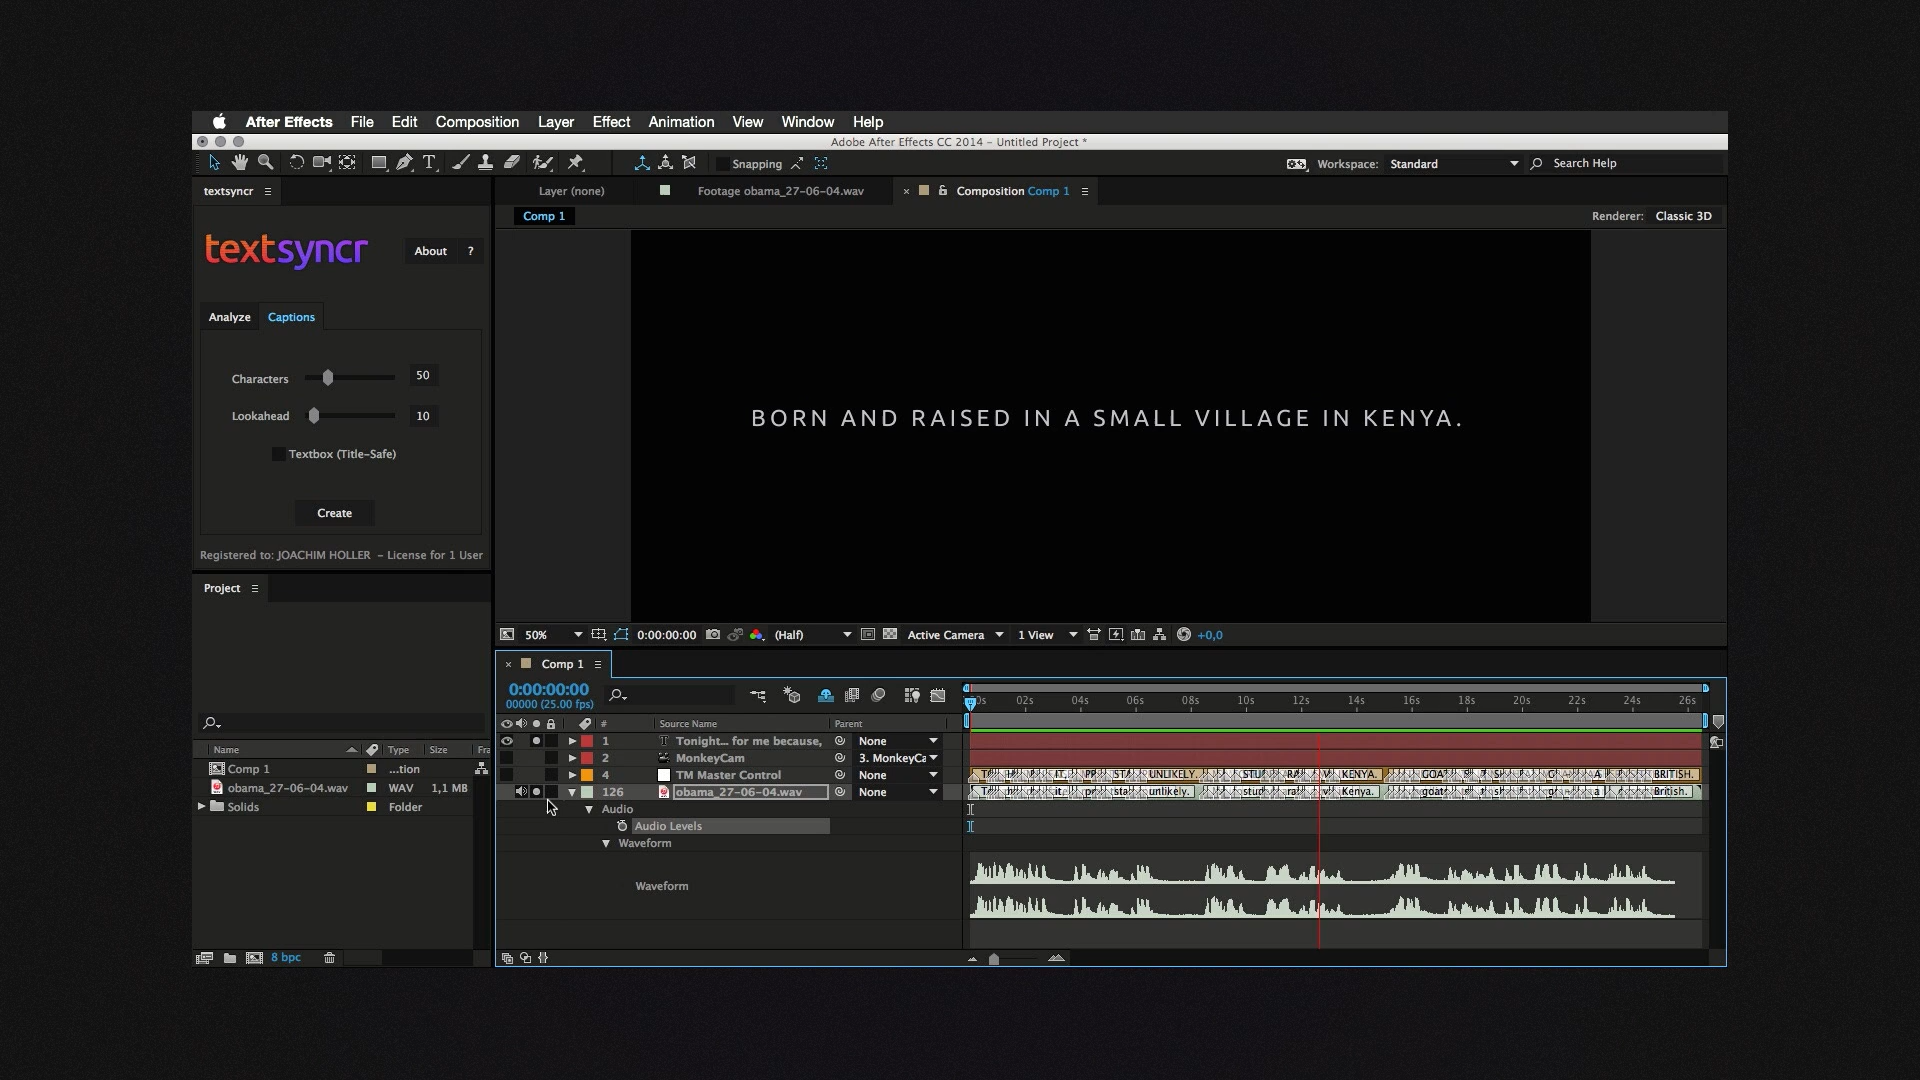 After Effects File Edit Composition Layer Effect Animation View Window Help
Adobe After Effects CC 2014 – Untitled Project *
T Snapping Workspace: Standard Search Help
textsyncr
Layer (none) Footage obama_27-06-04.wav × Composition Comp 1
Comp 1
Renderer: Classic 3D
textsyncr
About ?
Analyze Captions
Characters 50
Lookahead 10
Textbox (Title-Safe)
Create
Registered to: JOACHIM HOLLER – License for 1 User
BORN AND RAISED IN A SMALL VILLAGE IN KENYA.
Project
Name Type Size Fra
Comp 1 ...tion
obama_27-06-04.wav WAV 1,1 MB
Solids Folder
8 bpc
50% 0:00:00:00 (Half) Active Camera 1 View +0,0
× Comp 1
0:00:00:00
00000 (25.00 fps)
02s 04s 06s 08s 10s 12s 14s 16s 18s 20s 22s 24s 26s
# Source Name Parent
1 Tonight... for me because, None
2 MonkeyCam 3. MonkeyCa
4 TM Master Control None
UNLIKELY. KENYA. BRITISH.
126 obama_27-06-04.wav None
unlikely. Kenya. British.
Audio
Audio Levels
Waveform
Waveform